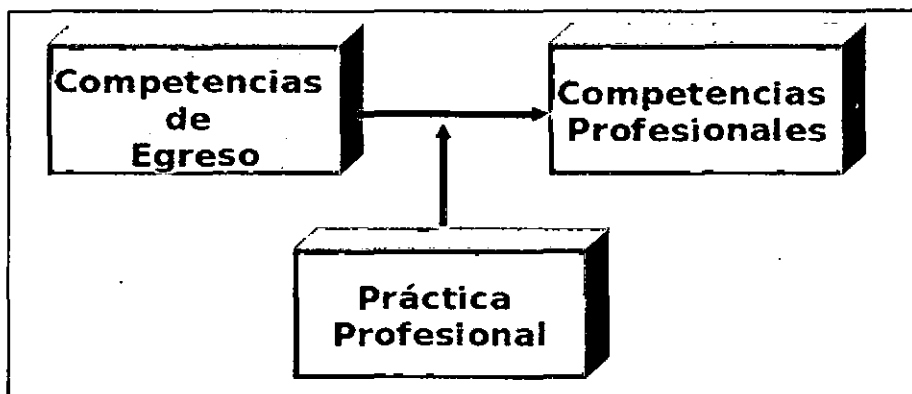 Competencias
de
Egreso
Competencias
Profesionales
Práctica
Profesional